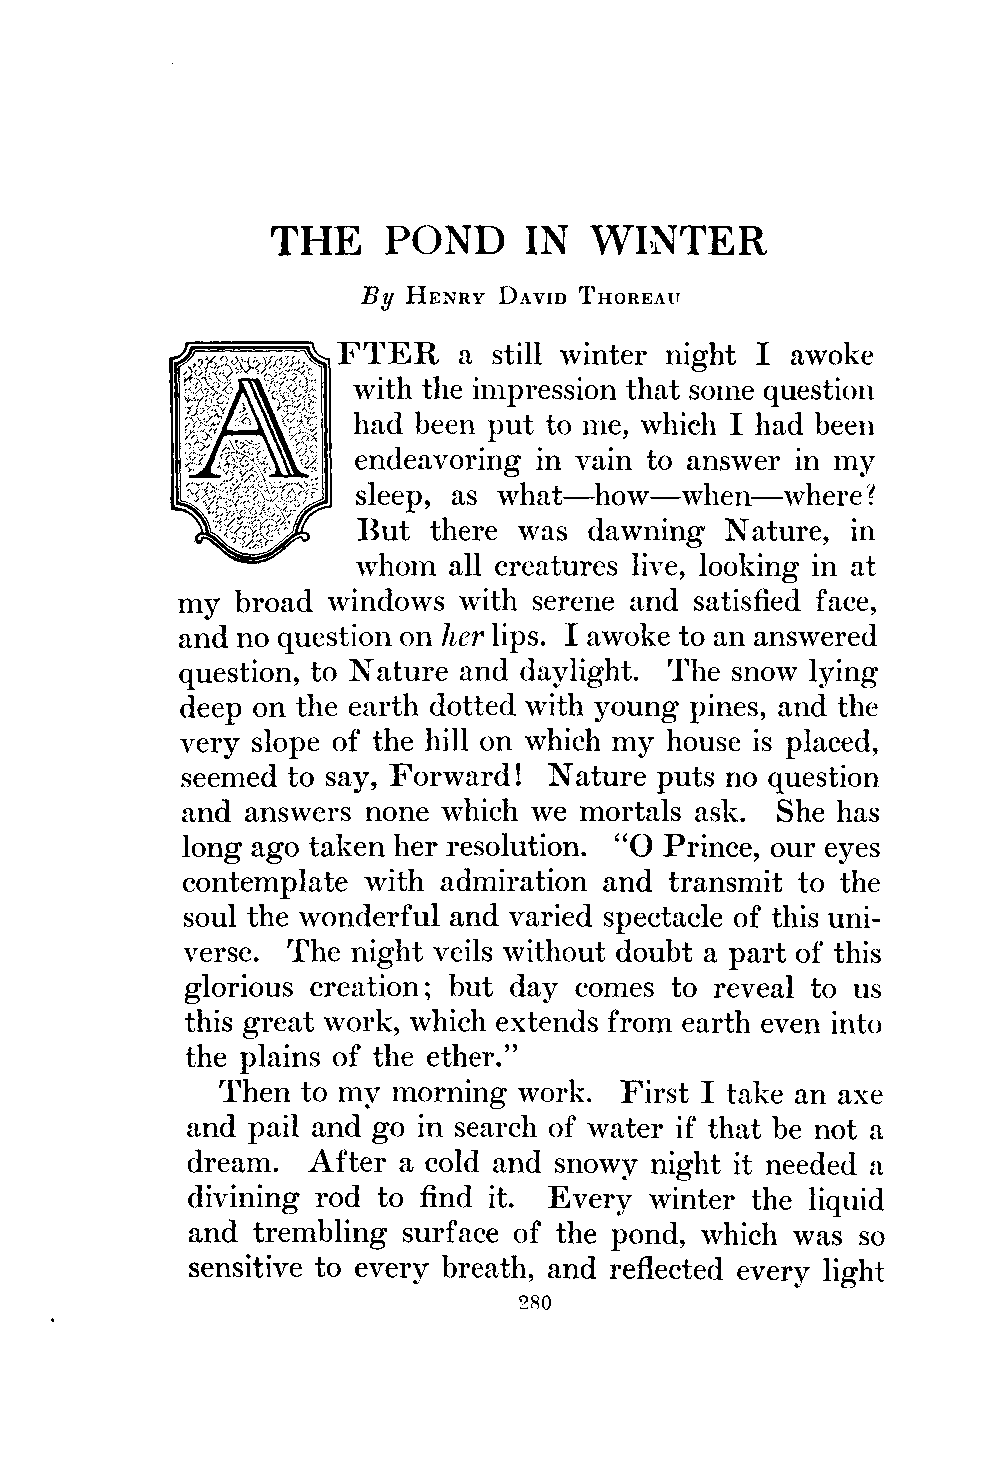 THE POND IN WINTER
By HENRY DAVID THOREAU
AFTER a still winter night I awoke
with the impression that some question
had been put to me, which I had been
endeavoring in vain to answer in my
sleep, as what—how—when—where?
But there was dawning Nature, in
whom all creatures live, looking in at
my broad windows with serene and satisfied face,
and no question on her lips. I awoke to an answered
question, to Nature and daylight. The snow lying
deep on the earth dotted with young pines, and the
very slope of the hill on which my house is placed,
seemed to say, Forward! Nature puts no question
and answers none which we mortals ask. She has
long ago taken her resolution. “O Prince, our eyes
contemplate with admiration and transmit to the
soul the wonderful and varied spectacle of this uni-
verse. The night veils without doubt a part of this
glorious creation; but day comes to reveal to us
this great work, which extends from earth even into
the plains of the ether.”
Then to my morning work. First I take an axe
and pail and go in search of water if that be not a
dream. After a cold and snowy night it needed a
divining rod to find it. Every winter the liquid
and trembling surface of the pond, which was so
sensitive to every breath, and reflected every light
280